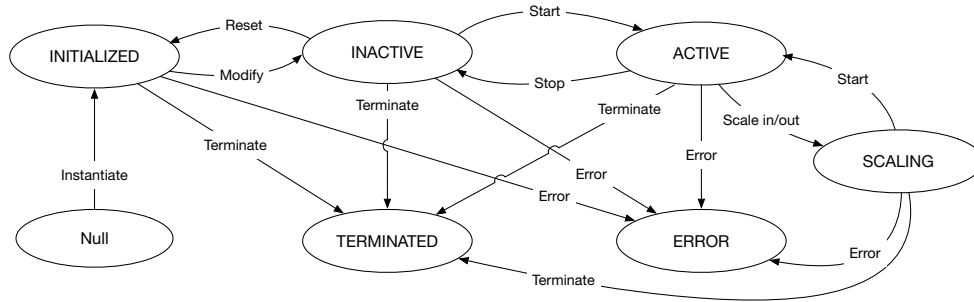 Reset
Start
INITIALIZED
INACTIVE
ACTIVE
Modify
Stop
Start
Terminate
Terminate
Scale in/out
Terminate
Error
SCALING
Instantiate
Error
Error
Null
TERMINATED
ERROR
Error
Terminate